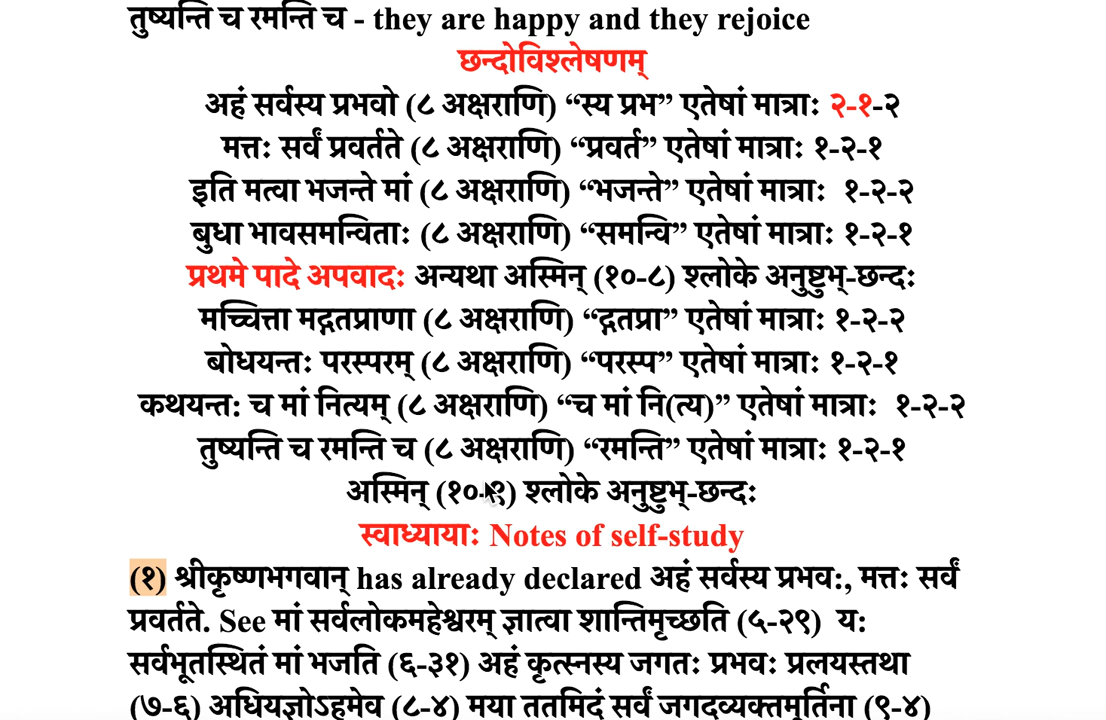 तुष्यन्ति च रमन्ति च - they are happy and they rejoice
छन्दोविश्लेषणम्
अहं सर्वस्य प्रभवो (८ अक्षराणि) “स्य प्रभ” एतेषां मात्राः २-१-२
मत्तः सर्वं प्रवर्तते (८ अक्षराणि) “प्रवर्त” एतेषां मात्राः १-२-१
इति मत्वा भजन्ते मां (८ अक्षराणि) “भजन्ते” एतेषां मात्राः १-२-२
बुधा भावसमन्विताः (८ अक्षराणि) “समन्वि” एतेषां मात्राः १-२-१
प्रथमे पादे अपवादः अन्यथा अस्मिन् (१०-८) श्लोके अनुष्टुभ्-छन्दः
मच्चित्ता मद्गतप्राणा (८ अक्षराणि) “द्गतप्रा” एतेषां मात्राः १-२-२
बोधयन्तः परस्परम् (८ अक्षराणि) “परस्प” एतेषां मात्राः १-२-१
कथयन्त: च मां नित्यम् (८ अक्षराणि) “च मां नि(त्य)” एतेषां मात्राः १-२-२
तुष्यन्ति च रमन्ति च (८ अक्षराणि) “रमन्ति” एतेषां मात्राः १-२-१
अस्मिन् (१०-९) श्लोके अनुष्टुभ्-छन्दः
स्वाध्यायाः Notes of self-study
(१) श्रीकृष्णभगवान् has already declared अहं सर्वस्य प्रभव:, मत्तः सर्वं
प्रवर्तते. See मां सर्वलोकमहेश्वरम् ज्ञात्वा शान्तिमृच्छति (५-२९) य:
सर्वभूतस्थितं मां भजति (६-३१) अहं कृत्स्नस्य जगतः प्रभवः प्रलयस्तथा
(७-६) अधियज्ञोऽहमेव (८-४) मया ततमिदं सर्वं जगदव्यक्तमूर्तिना (९-४)